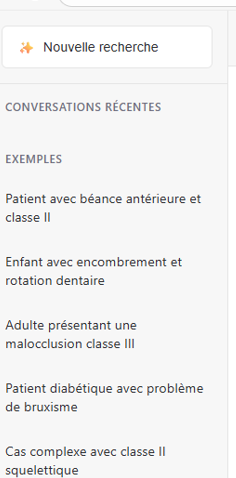 Nouvelle recherche
CONVERSATIONS RÉCENTES
EXEMPLES
Patient avec béance antérieure et
classe II
Enfant avec encombrement et
rotation dentaire
Adulte présentant une
malocclusion classe III
Patient diabétique avec problème
de bruxisme
Cas complexe avec classe II
squelettique